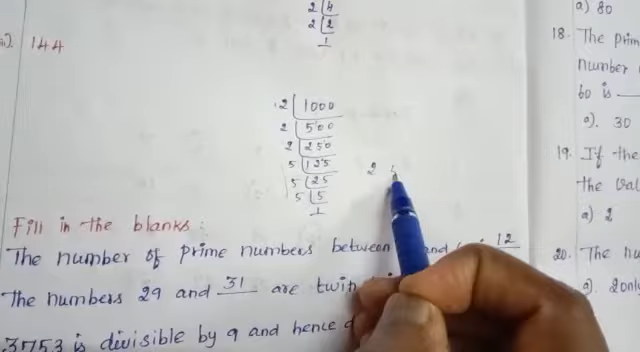 2 4
2 2
1
144
2 1000
2 500
2 250
5 125
5 25
5 5
1
2
Fill in the blanks:
The number of prime numbers between and 12
The numbers 29 and 31 are twin
3753 is divisible by 9 and hence
a) 80
18. The prim
number
60 is
a). 30
19. If the
the val
a) 2
20. The nu
a). 2only